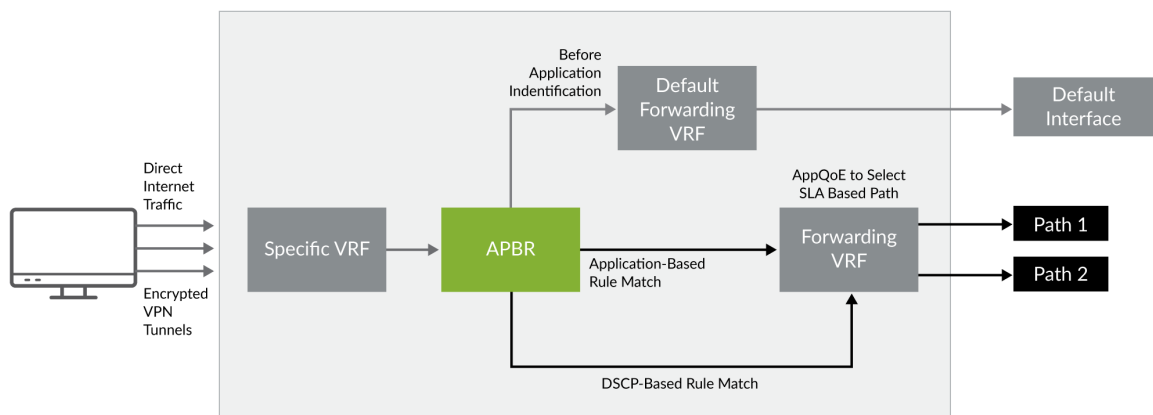 Before
Application
Indentification
Default
Forwarding
VRF
Default
Interface
Direct
Internet
Traffic
AppQoE to Select
SLA Based Path
Specific VRF
APBR
Application-Based
Rule Match
Forwarding
VRF
Path 1
Path 2
Encrypted
VPN
Tunnels
DSCP-Based Rule Match